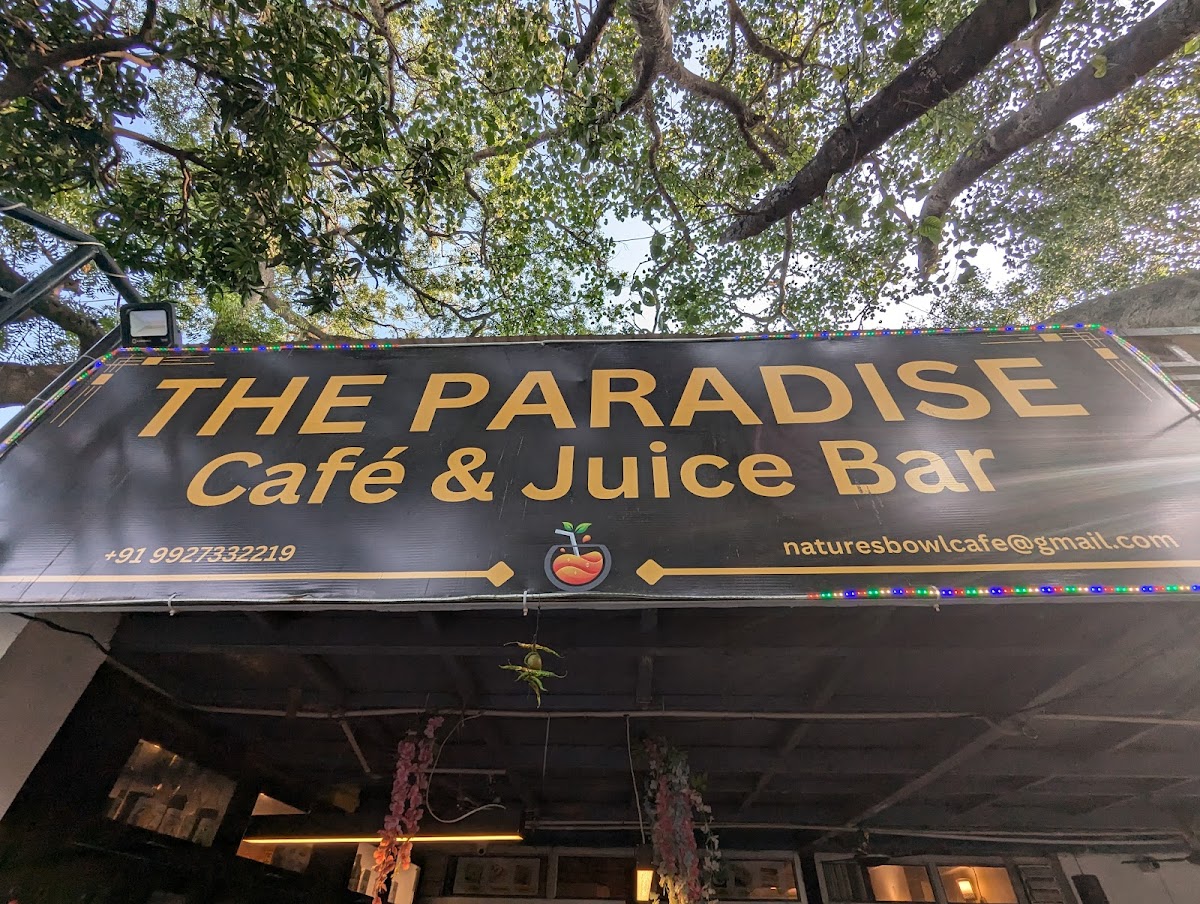 THE PARADISE
Café & Juice Bar
+91 9927332219
naturesbowlcafe@gmail.com